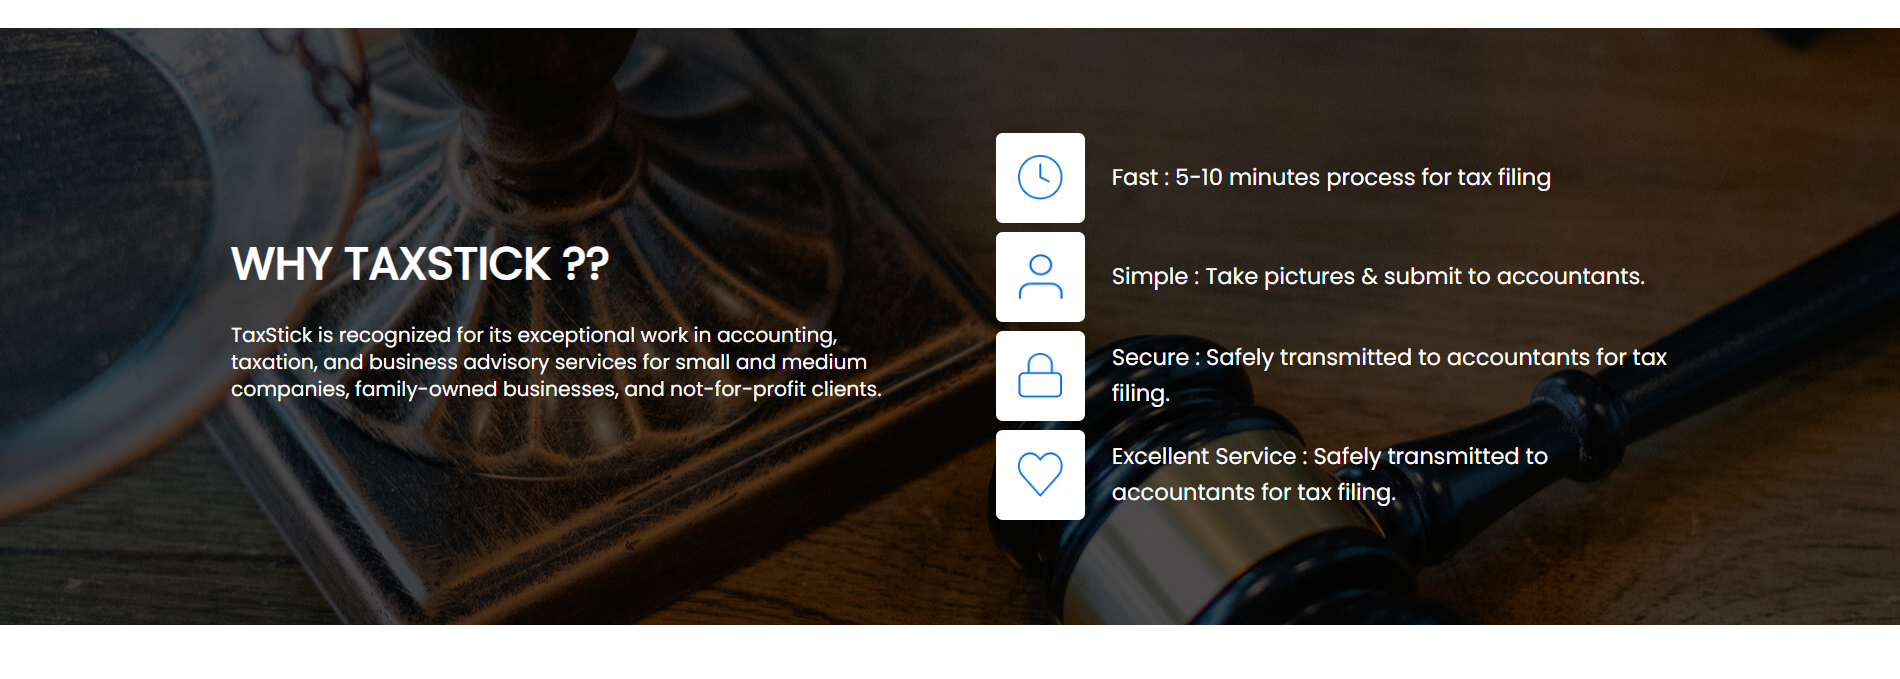 WHY TAXSTICK ??
TaxStick is recognized for its exceptional work in accounting,
taxation, and business advisory services for small and medium
companies, family-owned businesses, and not-for-profit clients.
Fast : 5-10 minutes process for tax filing
Simple : Take pictures & submit to accountants.
Secure : Safely transmitted to accountants for tax
filing.
Excellent Service : Safely transmitted to
accountants for tax filing.